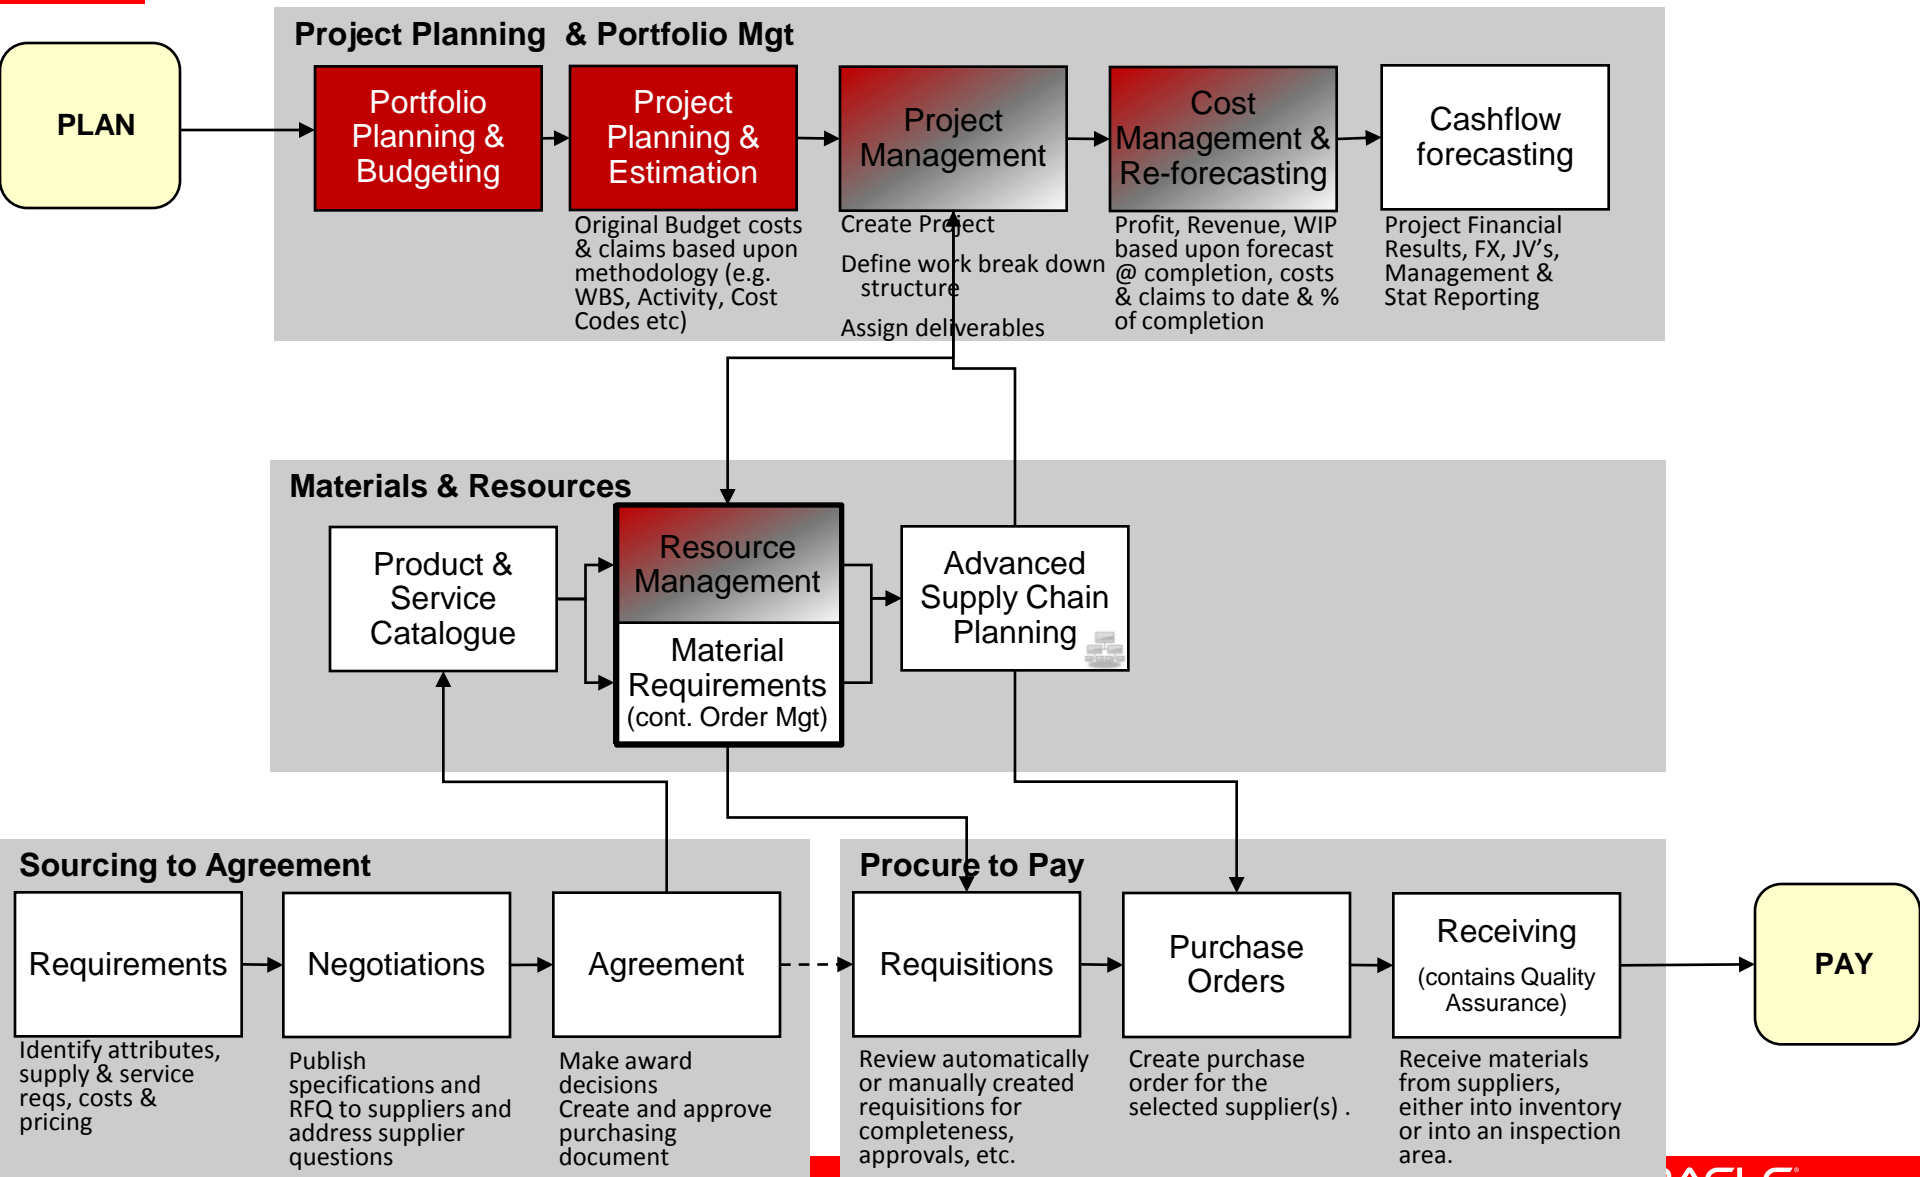 Project Planning & Portfolio Mgt
PLAN
Portfolio
Planning &
Budgeting
Project
Planning &
Estimation
Project
Management
Cost
Management &
Re-forecasting
Cashflow
forecasting
Original Budget costs
& claims based upon
methodology (e.g.
WBS, Activity, Cost
Codes etc)
Create Project
Define work break down
structure
Assign deliverables
Profit, Revenue, WIP
based upon forecast
@ completion, costs
& claims to date & %
of completion
Project Financial
Results, FX, JV’s,
Management &
Stat Reporting
Materials & Resources
Product &
Service
Catalogue
Resource
Management
Material
Requirements
(cont. Order Mgt)
Advanced
Supply Chain
Planning
Sourcing to Agreement
Requirements
Negotiations
Agreement
Identify attributes,
supply & service
reqs, costs &
pricing
Publish
specifications and
RFQ to suppliers and
address supplier
questions
Make award
decisions
Create and approve
purchasing
document
Procure to Pay
Requisitions
Purchase
Orders
Receiving
(contains Quality
Assurance)
PAY
Review automatically
or manually created
requisitions for
completeness,
approvals, etc.
Create purchase
order for the
selected supplier(s) .
Receive materials
from suppliers,
either into inventory
or into an inspection
area.